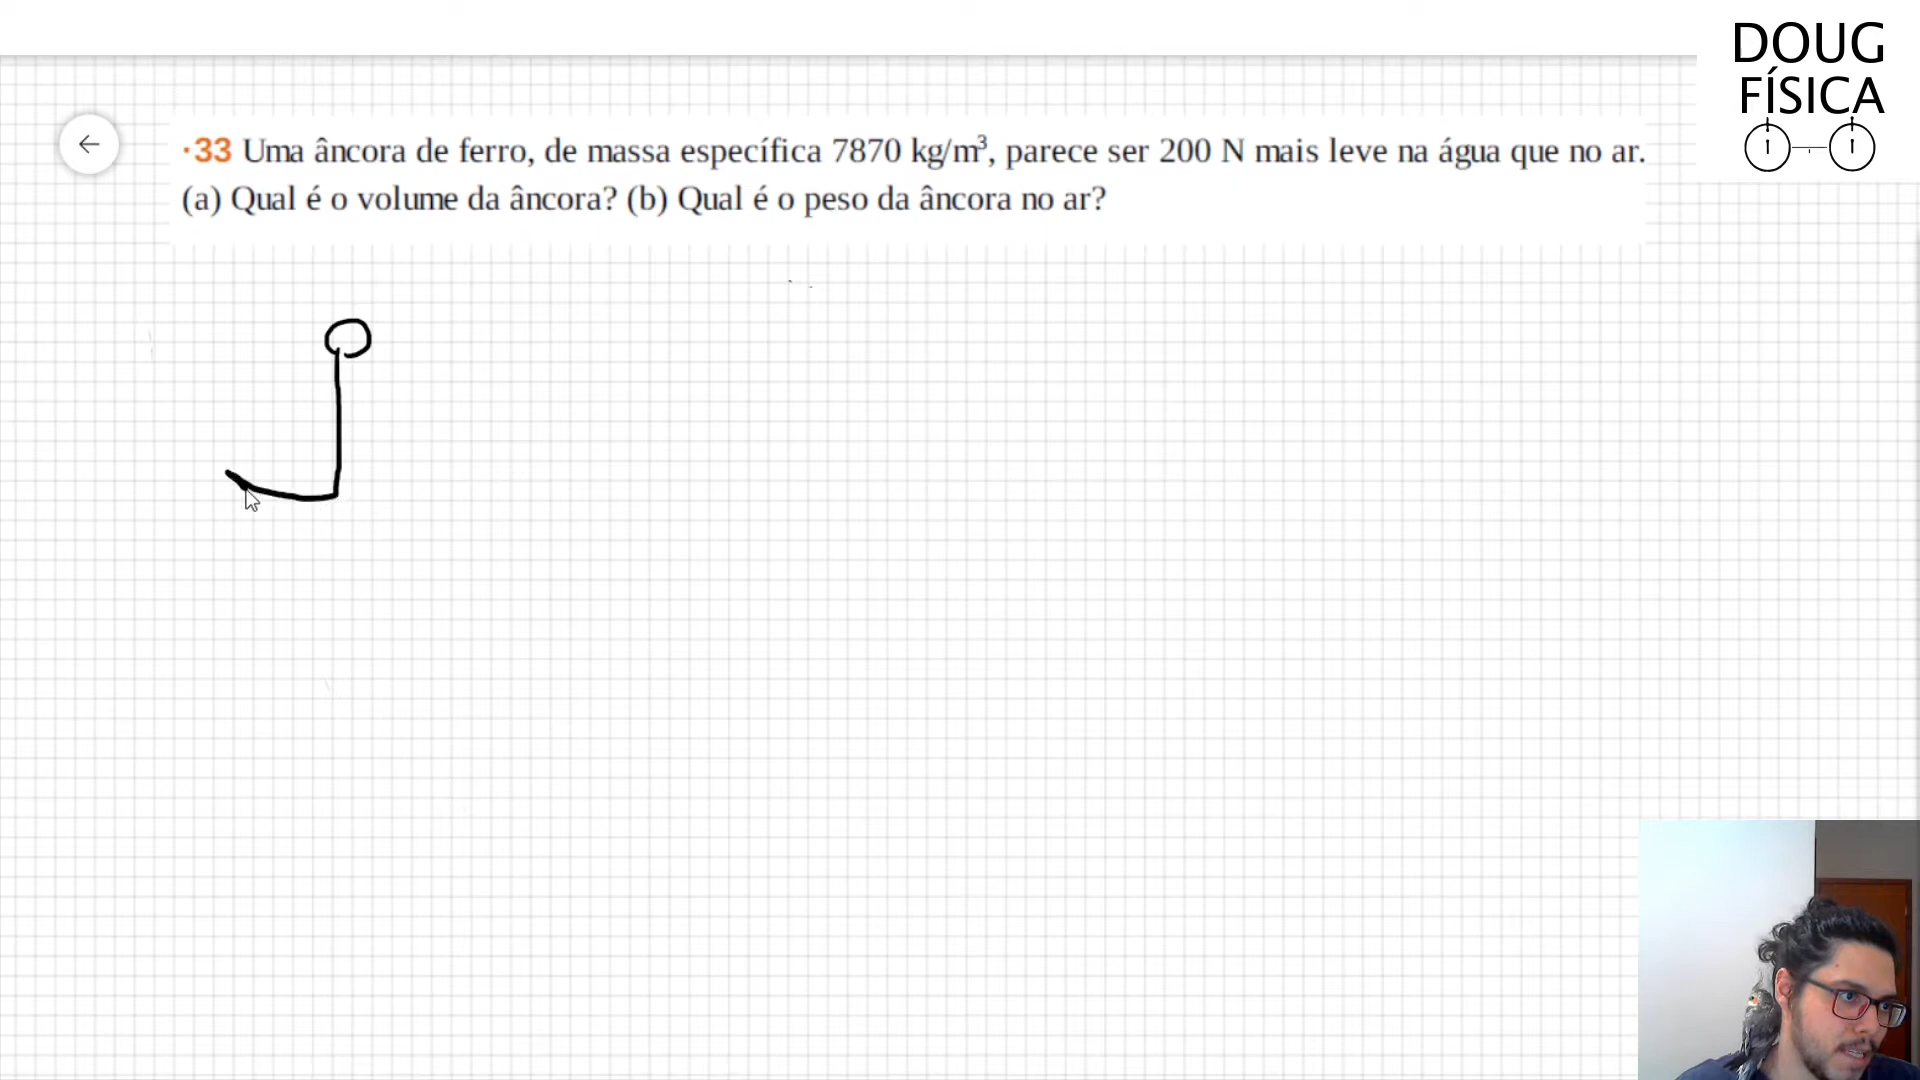 DOUG
FÍSICA
·33 Uma âncora de ferro, de massa específica 7870 kg/m³, parece ser 200 N mais leve na água que no ar.
(a) Qual é o volume da âncora? (b) Qual é o peso da âncora no ar?